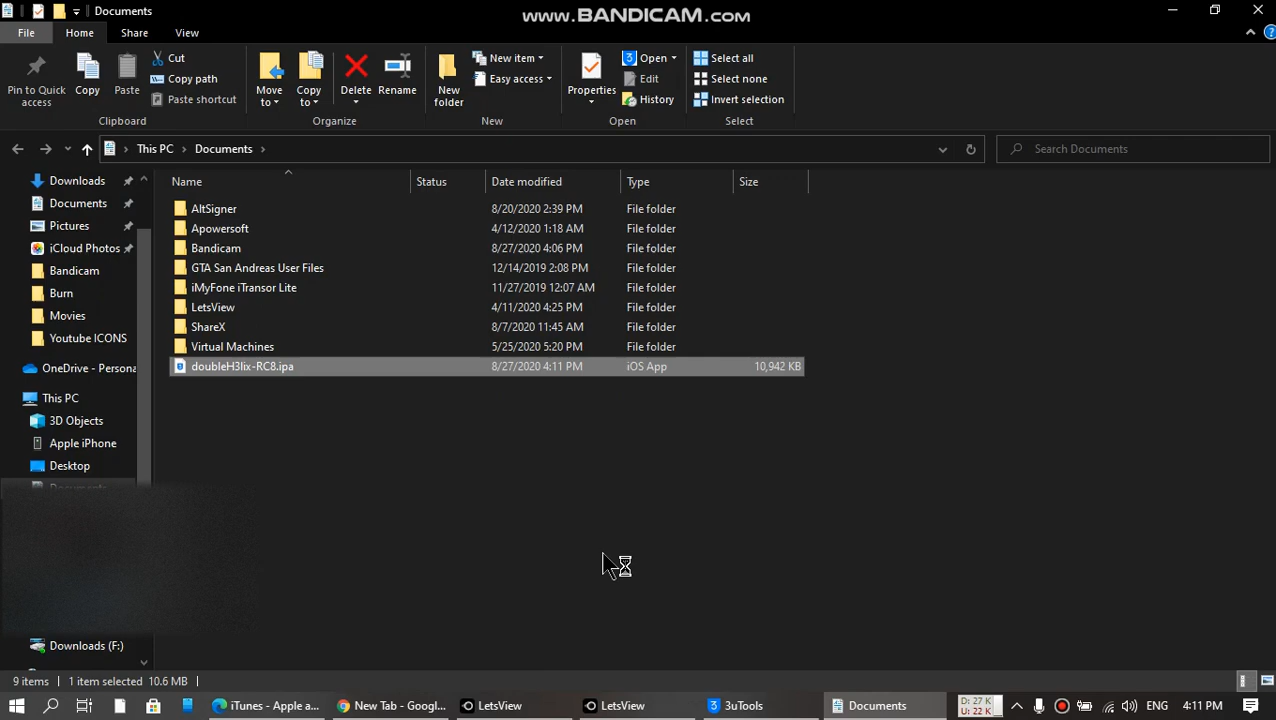 Documents
www.BANDICAM.com
File Home Share View
Pin to Quick access
Copy
Paste
Cut
Copy path
Paste shortcut
Clipboard
Move to
Copy to
Delete
Rename
Organize
New folder
New item
Easy access
New
Properties
Open
Edit
History
Open
Select all
Select none
Invert selection
Select
This PC > Documents >
Search Documents
Name Status Date modified Type Size
AltSigner 8/20/2020 2:39 PM File folder
Apowersoft 4/12/2020 1:18 AM File folder
Bandicam 8/27/2020 4:06 PM File folder
GTA San Andreas User Files 12/14/2019 2:08 PM File folder
iMyFone iTransor Lite 11/27/2019 12:07 AM File folder
LetsView 4/11/2020 4:25 PM File folder
ShareX 8/7/2020 11:45 AM File folder
Virtual Machines 5/25/2020 5:20 PM File folder
doubleH3lix-RC8.ipa 8/27/2020 4:11 PM iOS App 10,942 KB
Downloads
Documents
Pictures
iCloud Photos
Bandicam
Burn
Movies
Youtube ICONS
OneDrive - Persona
This PC
3D Objects
Apple iPhone
Desktop
Documents
Downloads (F:)
9 items 1 item selected 10.6 MB
iTunes - Apple a...
New Tab - Googl...
LetsView
LetsView
3uTools
Documents
D: 27 K
U: 22 K
ENG
4:11 PM